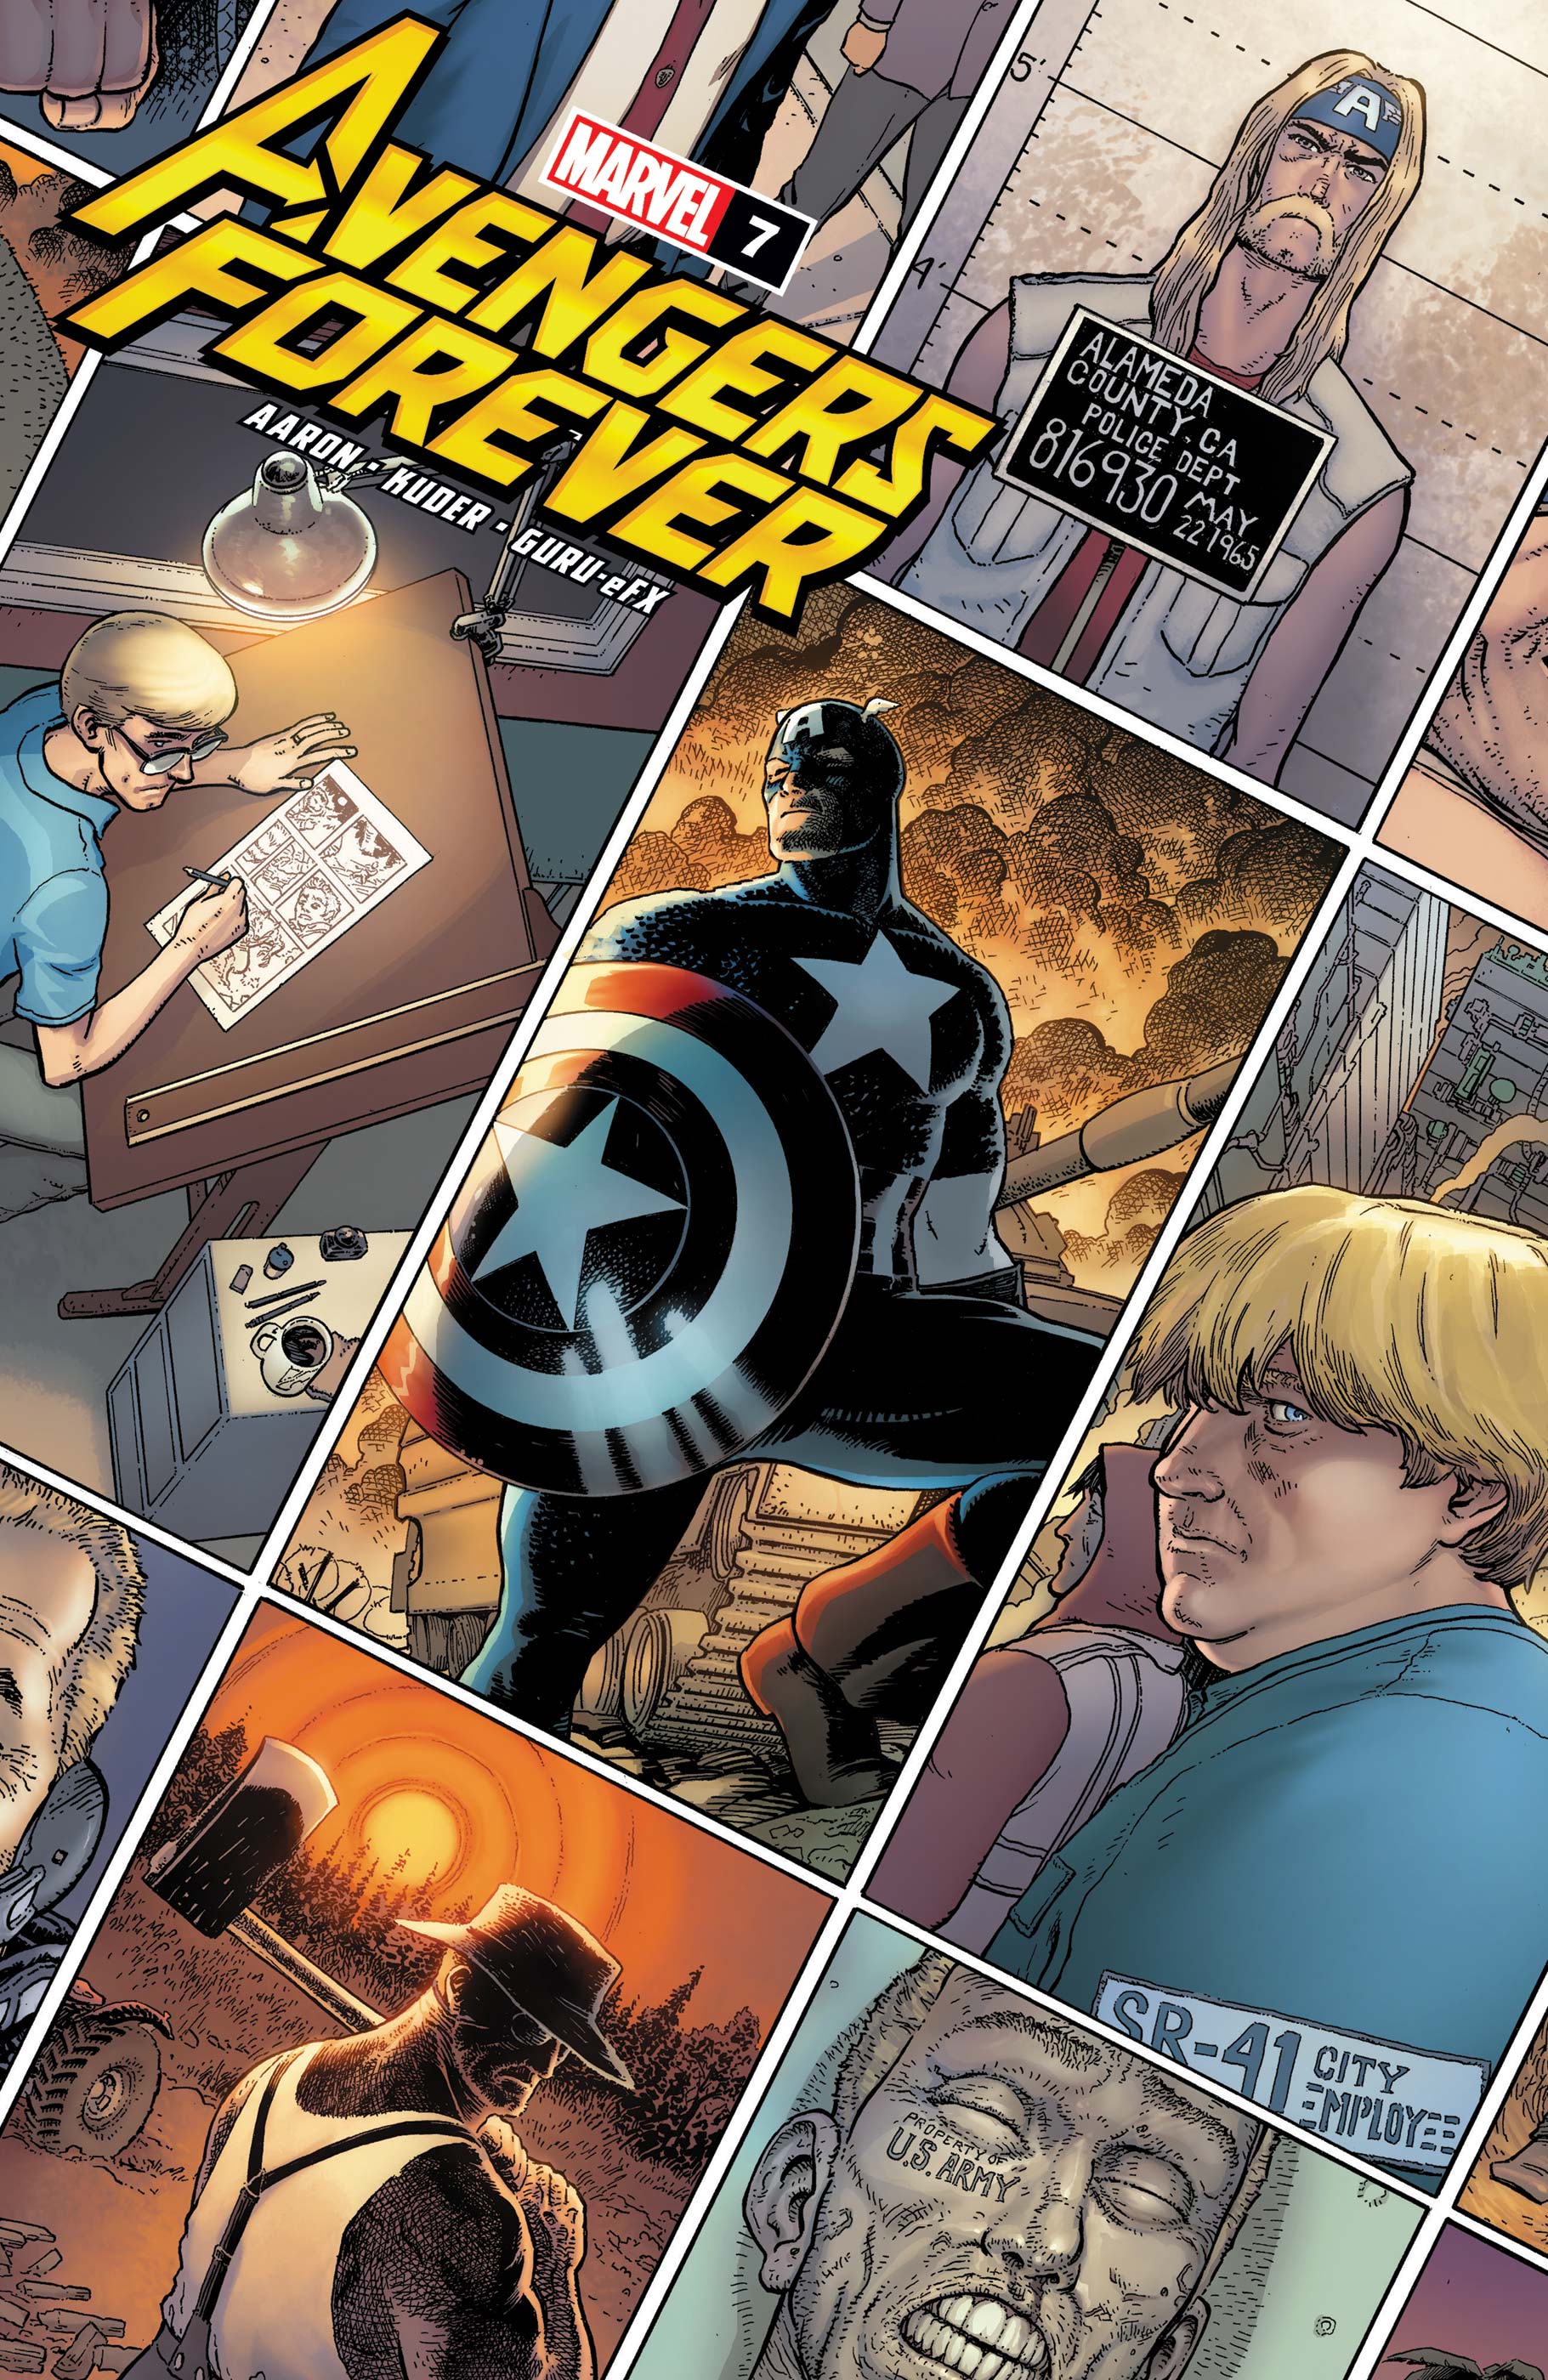 MARVEL 7
AVENGERS
FOREVER
AARON · KUDER · GURU-eFX
5'
4'
A
ALAMEDA
COUNTY, CA
POLICE DEPT
816930 MAY
22 1965
SR-41 CITY
EMPLOYEE
PROPERTY OF
U.S. ARMY